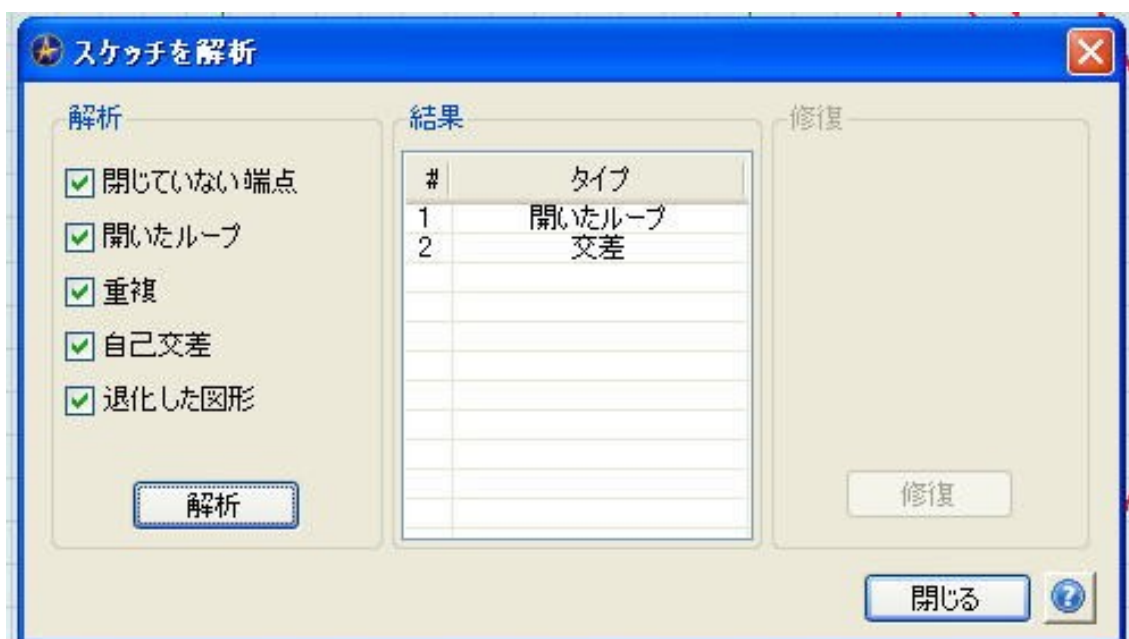 スケッチを解析
解析
閉じていない端点
開いたループ
重複
自己交差
退化した図形
解析
結果
# タイプ
1 開いたループ
2 交差
修復
修復
閉じる